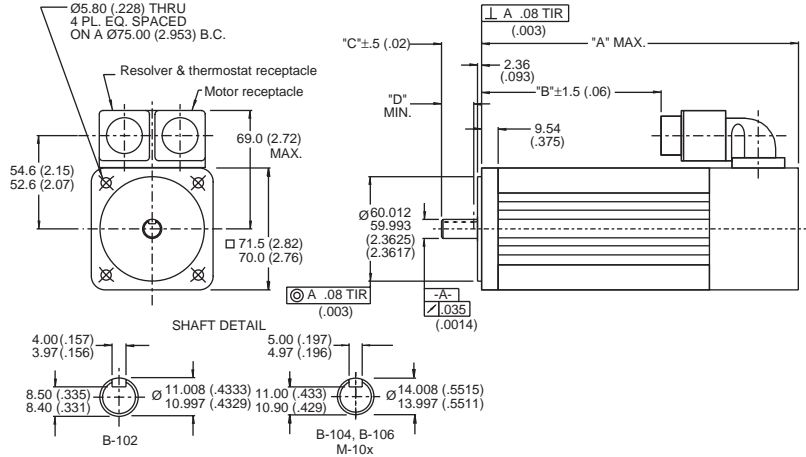 Ø5.80 (.228) THRU
4 PL. EQ. SPACED
ON A Ø75.00 (2.953) B.C.
Resolver & thermostat receptacle
Motor receptacle
69.0 (2.72)
MAX.
54.6 (2.15)
52.6 (2.07)
□ 71.5 (2.82)
70.0 (2.76)
⊥ A .08 TIR
(.003)
"C"±.5 (.02)
"A" MAX.
2.36
(.093)
"D"
MIN.
"B"±1.5 (.06)
9.54
(.375)
Ø 60.012
59.993
(2.3625)
(2.3617)
◎ A .08 TIR
(.003)
-A-
↗ .035
(.0014)
SHAFT DETAIL
4.00 (.157)
3.97 (.156)
8.50 (.335)
8.40 (.331)
Ø 11.008 (.4333)
10.997 (.4329)
B-102
5.00 (.197)
4.97 (.196)
11.00 (.433)
10.90 (.429)
Ø 14.008 (.5515)
13.997 (.5511)
B-104, B-106
M-10x